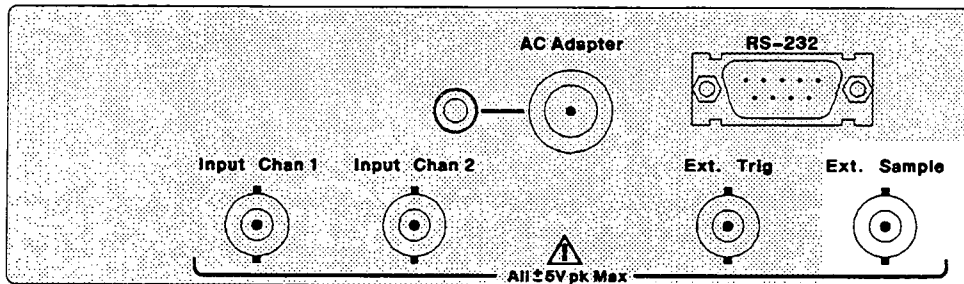 AC Adapter
RS-232
Input Chan 1
Input Chan 2
Ext. Trig
Ext. Sample
All ±5V pk Max